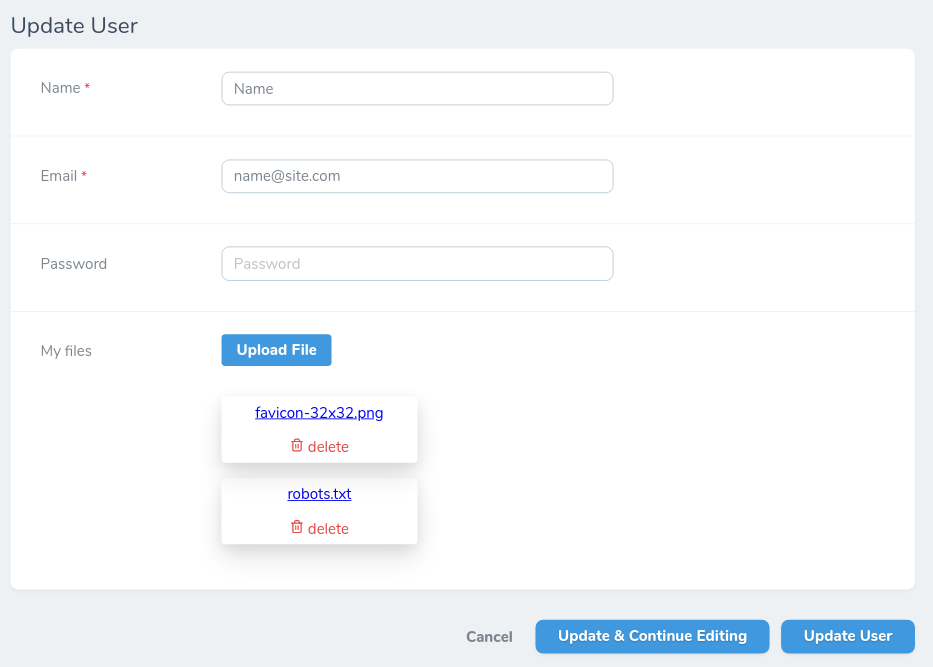 Update User
Name *
Name
Email *
name@site.com
Password
Password
My files
Upload File
favicon-32x32.png
delete
robots.txt
delete
Cancel
Update & Continue Editing
Update User